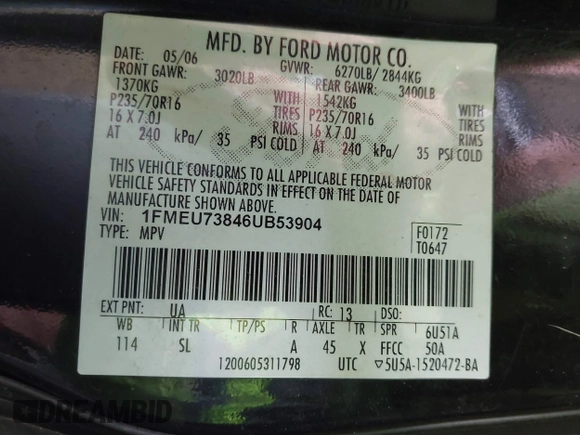 MFD. BY FORD MOTOR CO.
DATE: 05/06 GVWR: 6270LB/ 2844KG
FRONT GAWR: 3020LB REAR GAWR: 3400LB
1370KG WITH 1542KG WITH
P235/70R16 TIRES P235/70R16 TIRES
16 X 7.0J RIMS 16 X 7.0J RIMS
AT 240 kPa/ 35 PSI COLD AT 240 kPa/ 35 PSI COLD
THIS VEHICLE CONFORMS TO ALL APPLICABLE FEDERAL MOTOR
VEHICLE SAFETY STANDARDS IN EFFECT ON THE DATE OF
MANUFACTURE SHOWN ABOVE.
VIN: 1FMEU73846UB53904
TYPE: MPV
F0172
T0647
EXT PNT: UA RC: 13 DSO:
WB INT TR TP/PS R AXLE TR SPR 6U51A
114 SL A 45 X FFCC 50A
1200605311798 UTC ▽5U5A-1520472-BA
DREAMBID